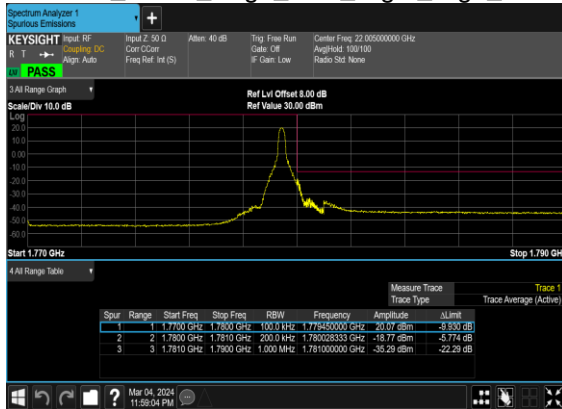 Spectrum Analyzer 1
Spurious Emissions
KEYSIGHT Input: RF Input Z: 50 Ω Atten: 40 dB Trig: Free Run Center Freq: 22.005000000 GHz
R T Coupling: DC Corr CCorr Gate: Off Avg|Hold: 100/100
Align: Auto Freq Ref: Int (S) IF Gain: Low Radio Std: None
PASS
3 All Range Graph
Ref Lvl Offset 8.00 dB
Scale/Div 10.0 dB Ref Value 30.00 dBm
Log
20.0
10.0
0.00
-10.0
-20.0
-30.0
-40.0
-50.0
-60.0
Start 1.770 GHz Stop 1.790 GH
4 All Range Table
Measure Trace Trace 1
Trace Type Trace Average (Active)
Spur Range Start Freq Stop Freq RBW Frequency Amplitude ΔLimit
1 1 1.7700 GHz 1.7800 GHz 100.0 kHz 1.779450000 GHz 20.07 dBm -9.930 dB
2 2 1.7800 GHz 1.7810 GHz 200.0 kHz 1.780028333 GHz -18.77 dBm -5.774 dB
3 3 1.7810 GHz 1.7900 GHz 1.000 MHz 1.781000000 GHz -35.29 dBm -22.29 dB
? Mar 04, 2024
11:59:04 PM